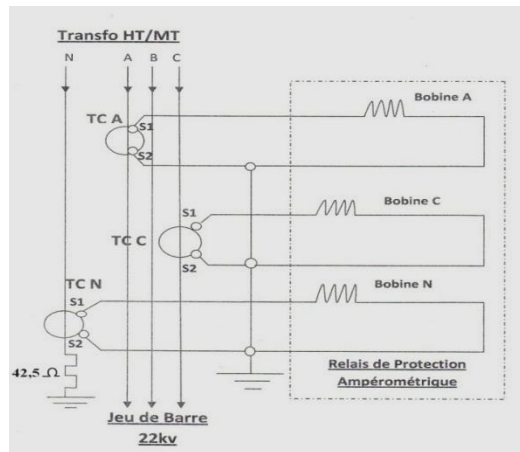 Transfo HT/MT
N A B C
Bobine A
TC A
S1
S2
Bobine C
S1
TC C
S2
TC N
Bobine N
S1
S2
42,5 Ω
Relais de Protection
Ampérométrique
Jeu de Barre
22kv